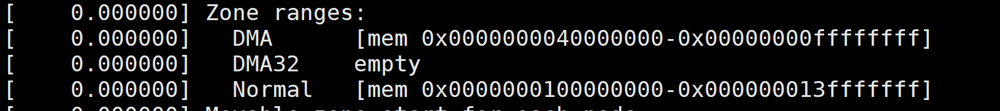 [    0.000000] Zone ranges:
[    0.000000]   DMA      [mem 0x0000000040000000-0x00000000ffffffff]
[    0.000000]   DMA32    empty
[    0.000000]   Normal   [mem 0x0000000100000000-0x000000013fffffff]
[    0.000000] Movable zone start for each node